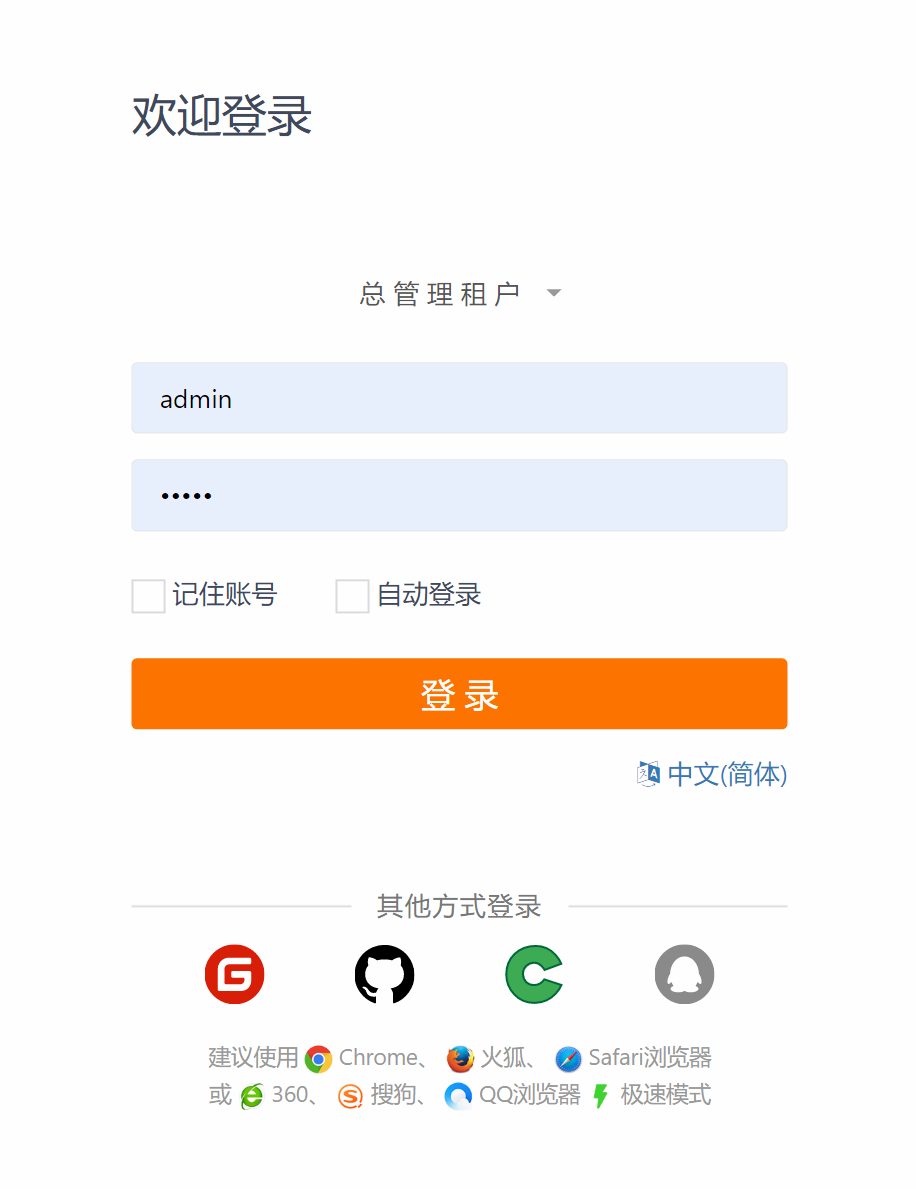 欢迎登录
总管理租户
admin
•••••
记住账号 自动登录
登录
中文(简体)
其他方式登录
建议使用 Chrome、 火狐、 Safari浏览器
或 360、 搜狗、 QQ浏览器 极速模式